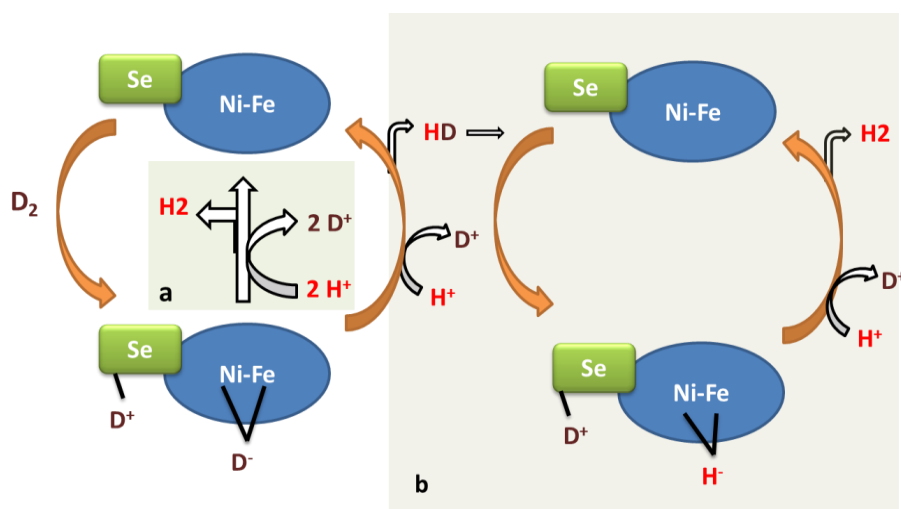 Se
Ni-Fe
D₂
H2
2 D⁺
2 H⁺
a
HD
D⁺
H⁺
Se
Ni-Fe
D⁺
D⁻
Se
Ni-Fe
H2
D⁺
H⁺
Se
Ni-Fe
D⁺
H⁻
b